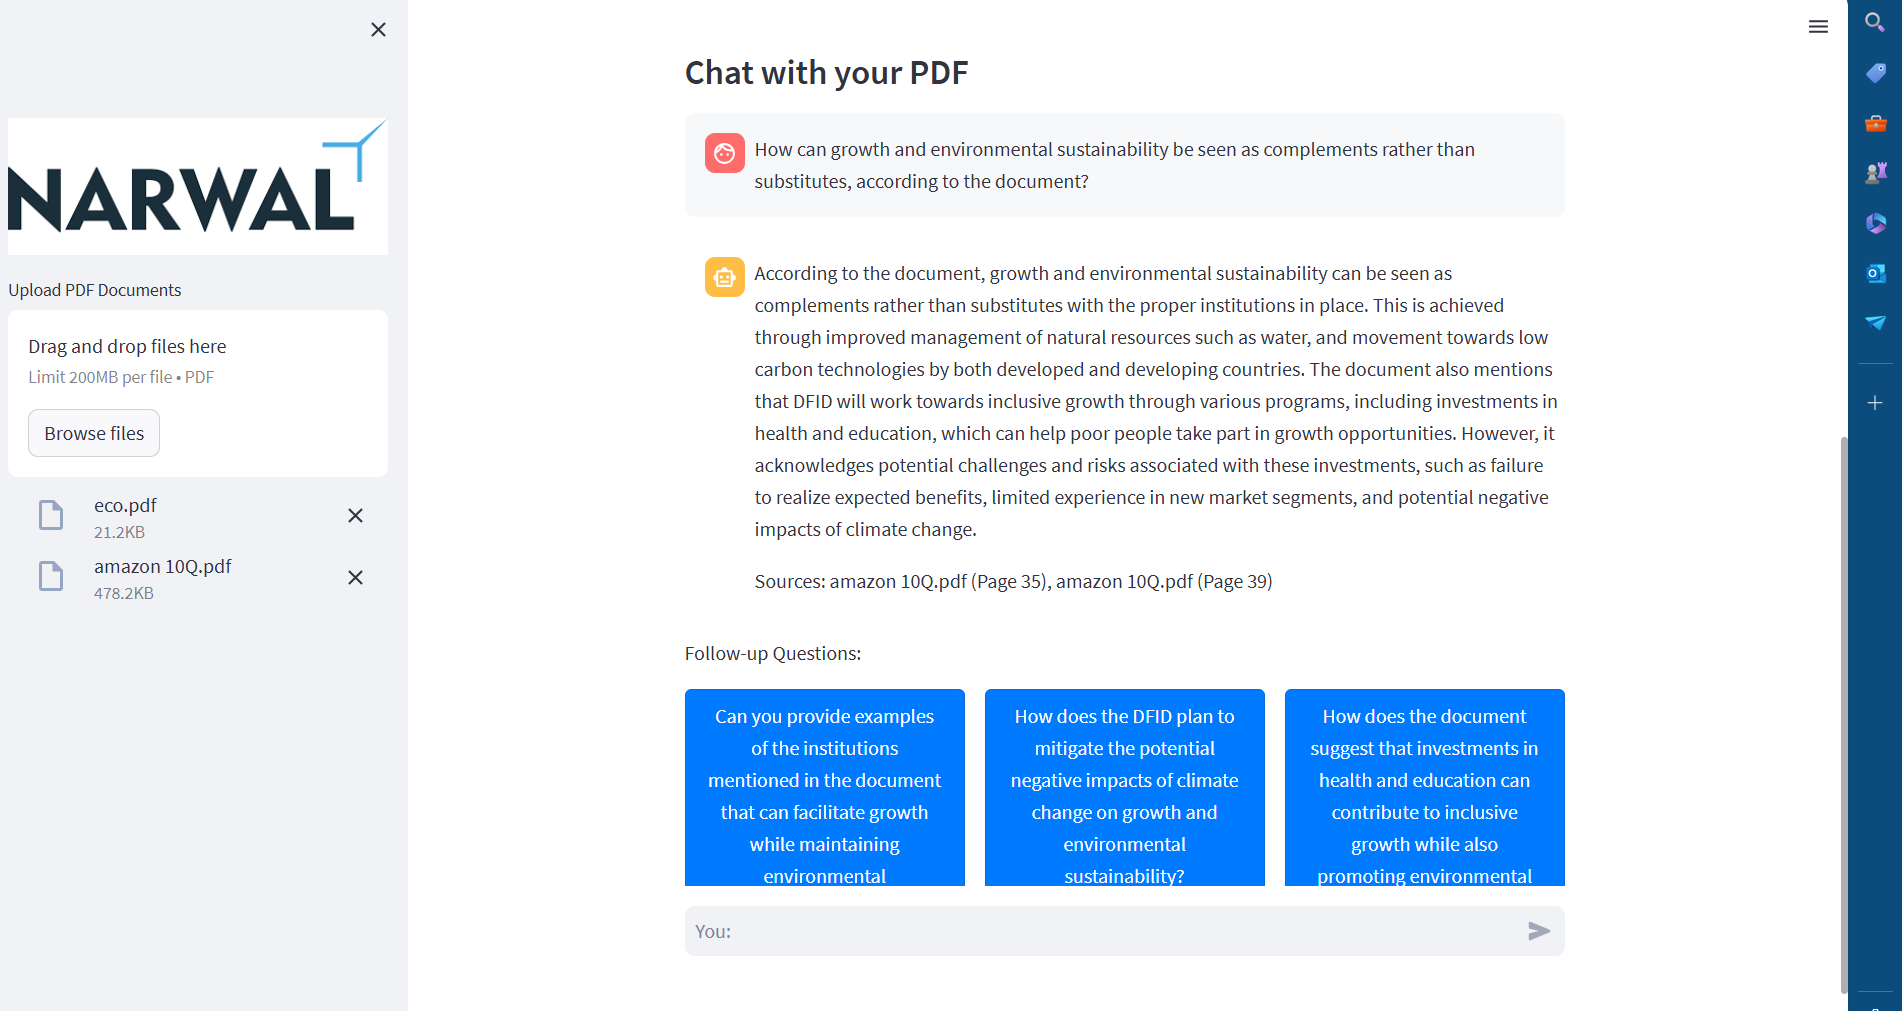 NARWAL
Upload PDF Documents
Drag and drop files here
Limit 200MB per file • PDF
Browse files
eco.pdf
21.2KB
amazon 10Q.pdf
478.2KB
Chat with your PDF
How can growth and environmental sustainability be seen as complements rather than
substitutes, according to the document?
According to the document, growth and environmental sustainability can be seen as
complements rather than substitutes with the proper institutions in place. This is achieved
through improved management of natural resources such as water, and movement towards low
carbon technologies by both developed and developing countries. The document also mentions
that DFID will work towards inclusive growth through various programs, including investments in
health and education, which can help poor people take part in growth opportunities. However, it
acknowledges potential challenges and risks associated with these investments, such as failure
to realize expected benefits, limited experience in new market segments, and potential negative
impacts of climate change.
Sources: amazon 10Q.pdf (Page 35), amazon 10Q.pdf (Page 39)
Follow-up Questions:
Can you provide examples
of the institutions
mentioned in the document
that can facilitate growth
while maintaining
environmental
How does the DFID plan to
mitigate the potential
negative impacts of climate
change on growth and
environmental
sustainability?
How does the document
suggest that investments in
health and education can
contribute to inclusive
growth while also
promoting environmental
You: